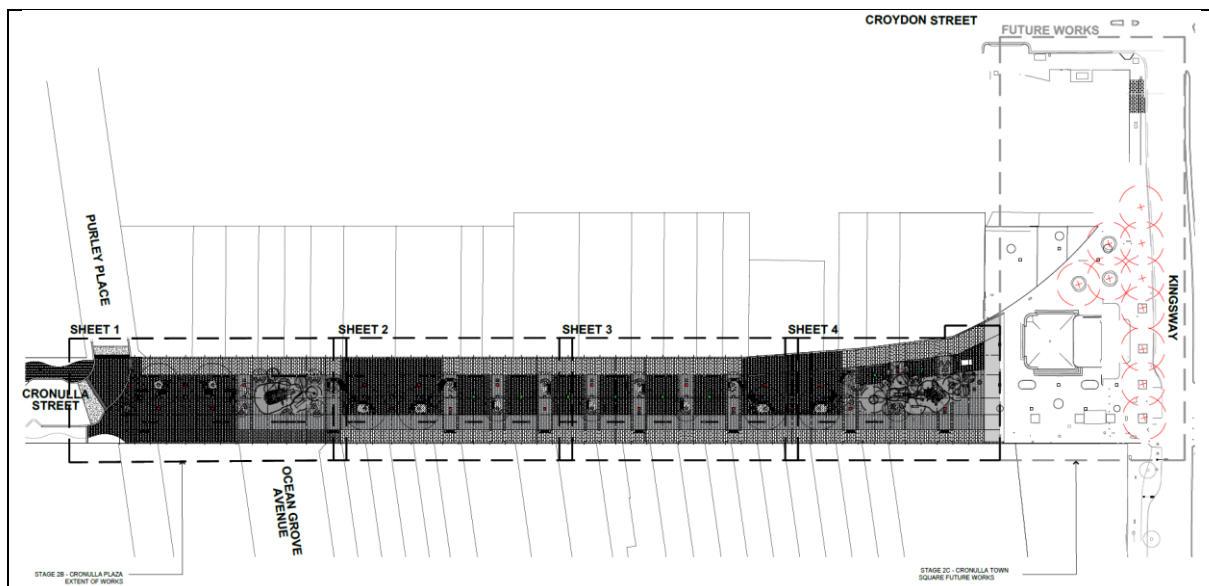 CROYDON STREET
FUTURE WORKS
PURLEY PLACE
KINGSWAY
SHEET 1
SHEET 2
SHEET 3
SHEET 4
CRONULLA
STREET
OCEAN GROVE
AVENUE
STAGE 2B - CRONULLA PLAZA
EXTENT OF WORKS
STAGE 2C - CRONULLA TOWN
SQUARE FUTURE WORKS